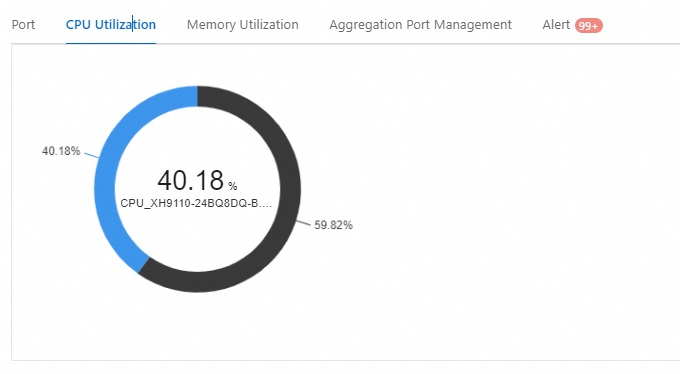 Port CPU Utilization Memory Utilization Aggregation Port Management Alert 99+
40.18%
40.18 %
CPU_XH9110-24BQ8DQ-B....
59.82%